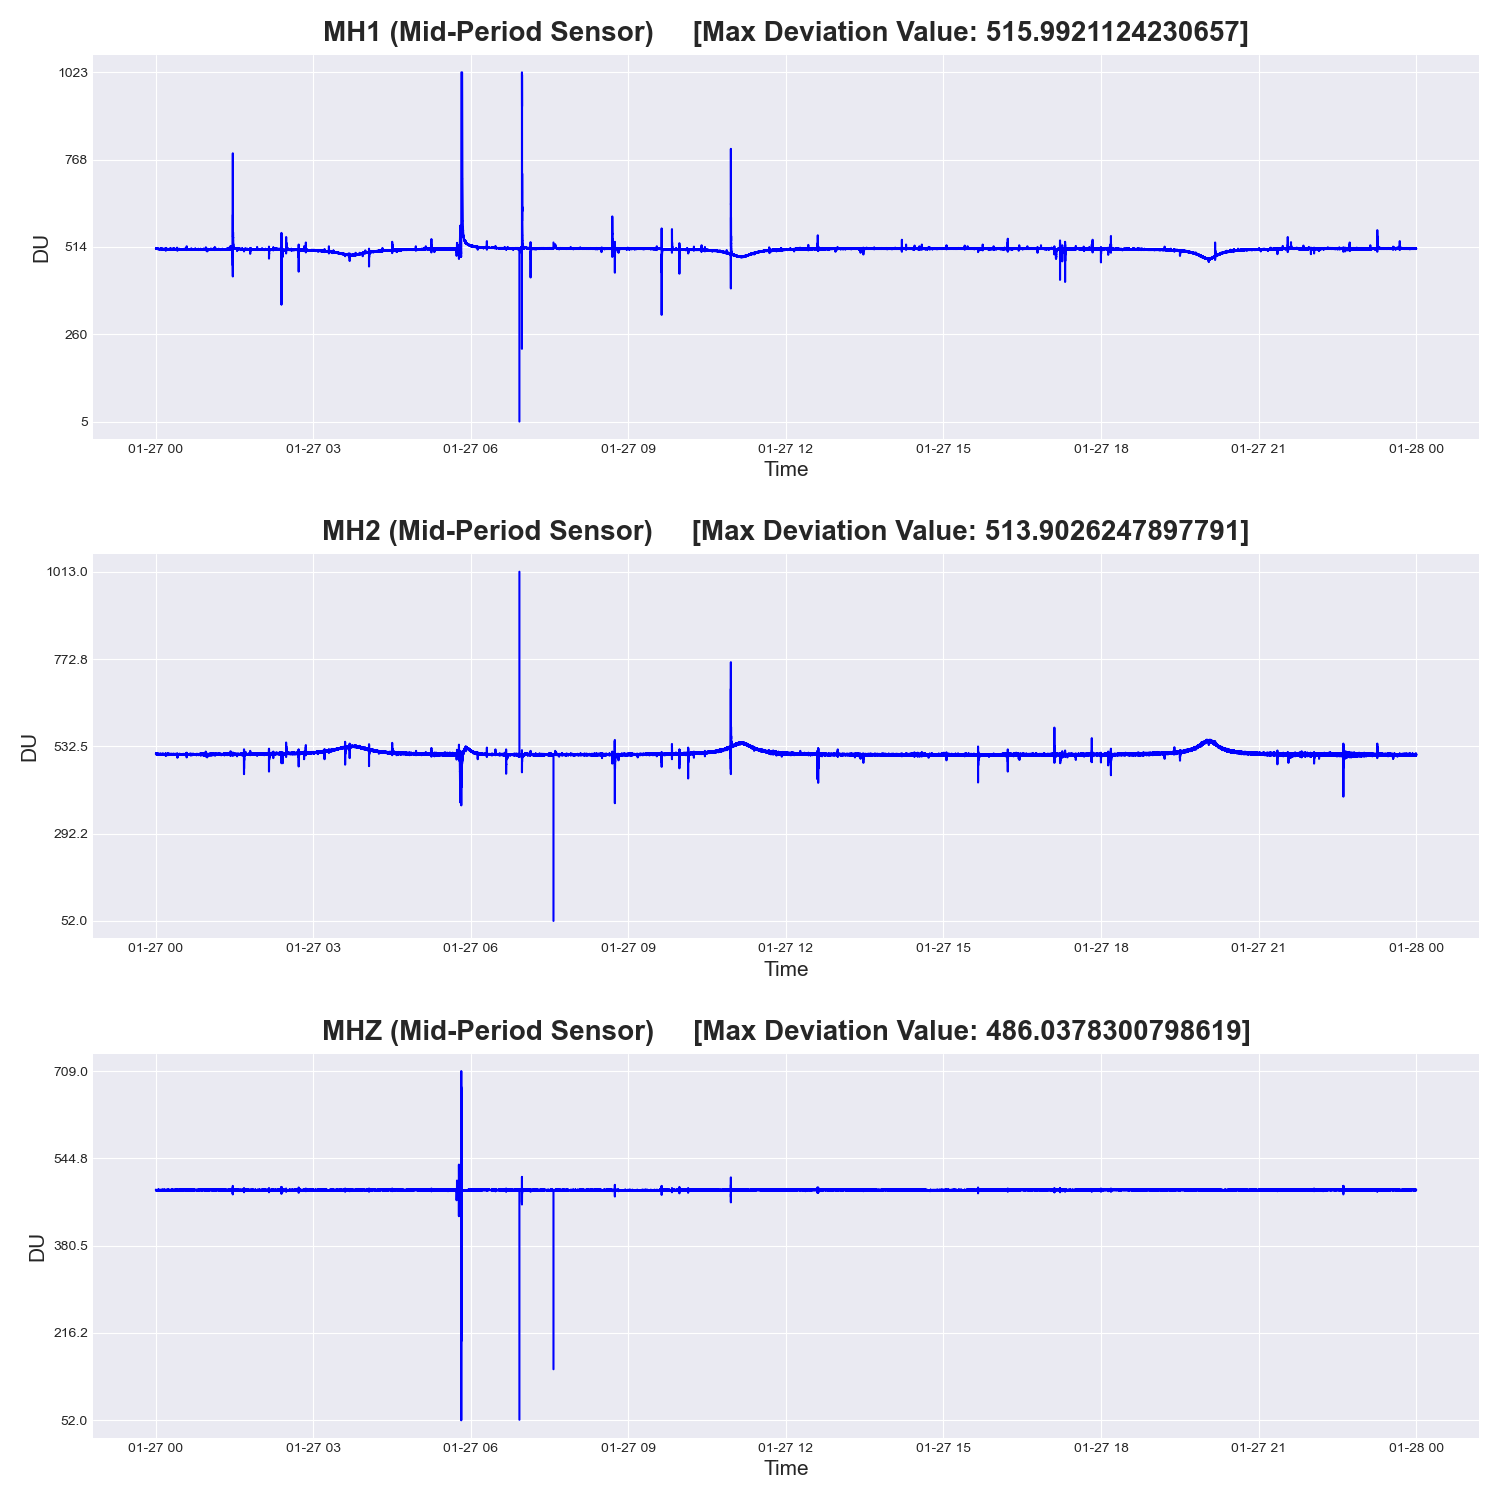 MH1 (Mid-Period Sensor) [Max Deviation Value: 515.9921124230657]
1023
768
514
260
5
DU
01-27 00 01-27 03 01-27 06 01-27 09 01-27 12 01-27 15 01-27 18 01-27 21 01-28 00
Time
MH2 (Mid-Period Sensor) [Max Deviation Value: 513.9026247897791]
1013.0
772.8
532.5
292.2
52.0
DU
01-27 00 01-27 03 01-27 06 01-27 09 01-27 12 01-27 15 01-27 18 01-27 21 01-28 00
Time
MHZ (Mid-Period Sensor) [Max Deviation Value: 486.0378300798619]
709.0
544.8
380.5
216.2
52.0
DU
01-27 00 01-27 03 01-27 06 01-27 09 01-27 12 01-27 15 01-27 18 01-27 21 01-28 00
Time